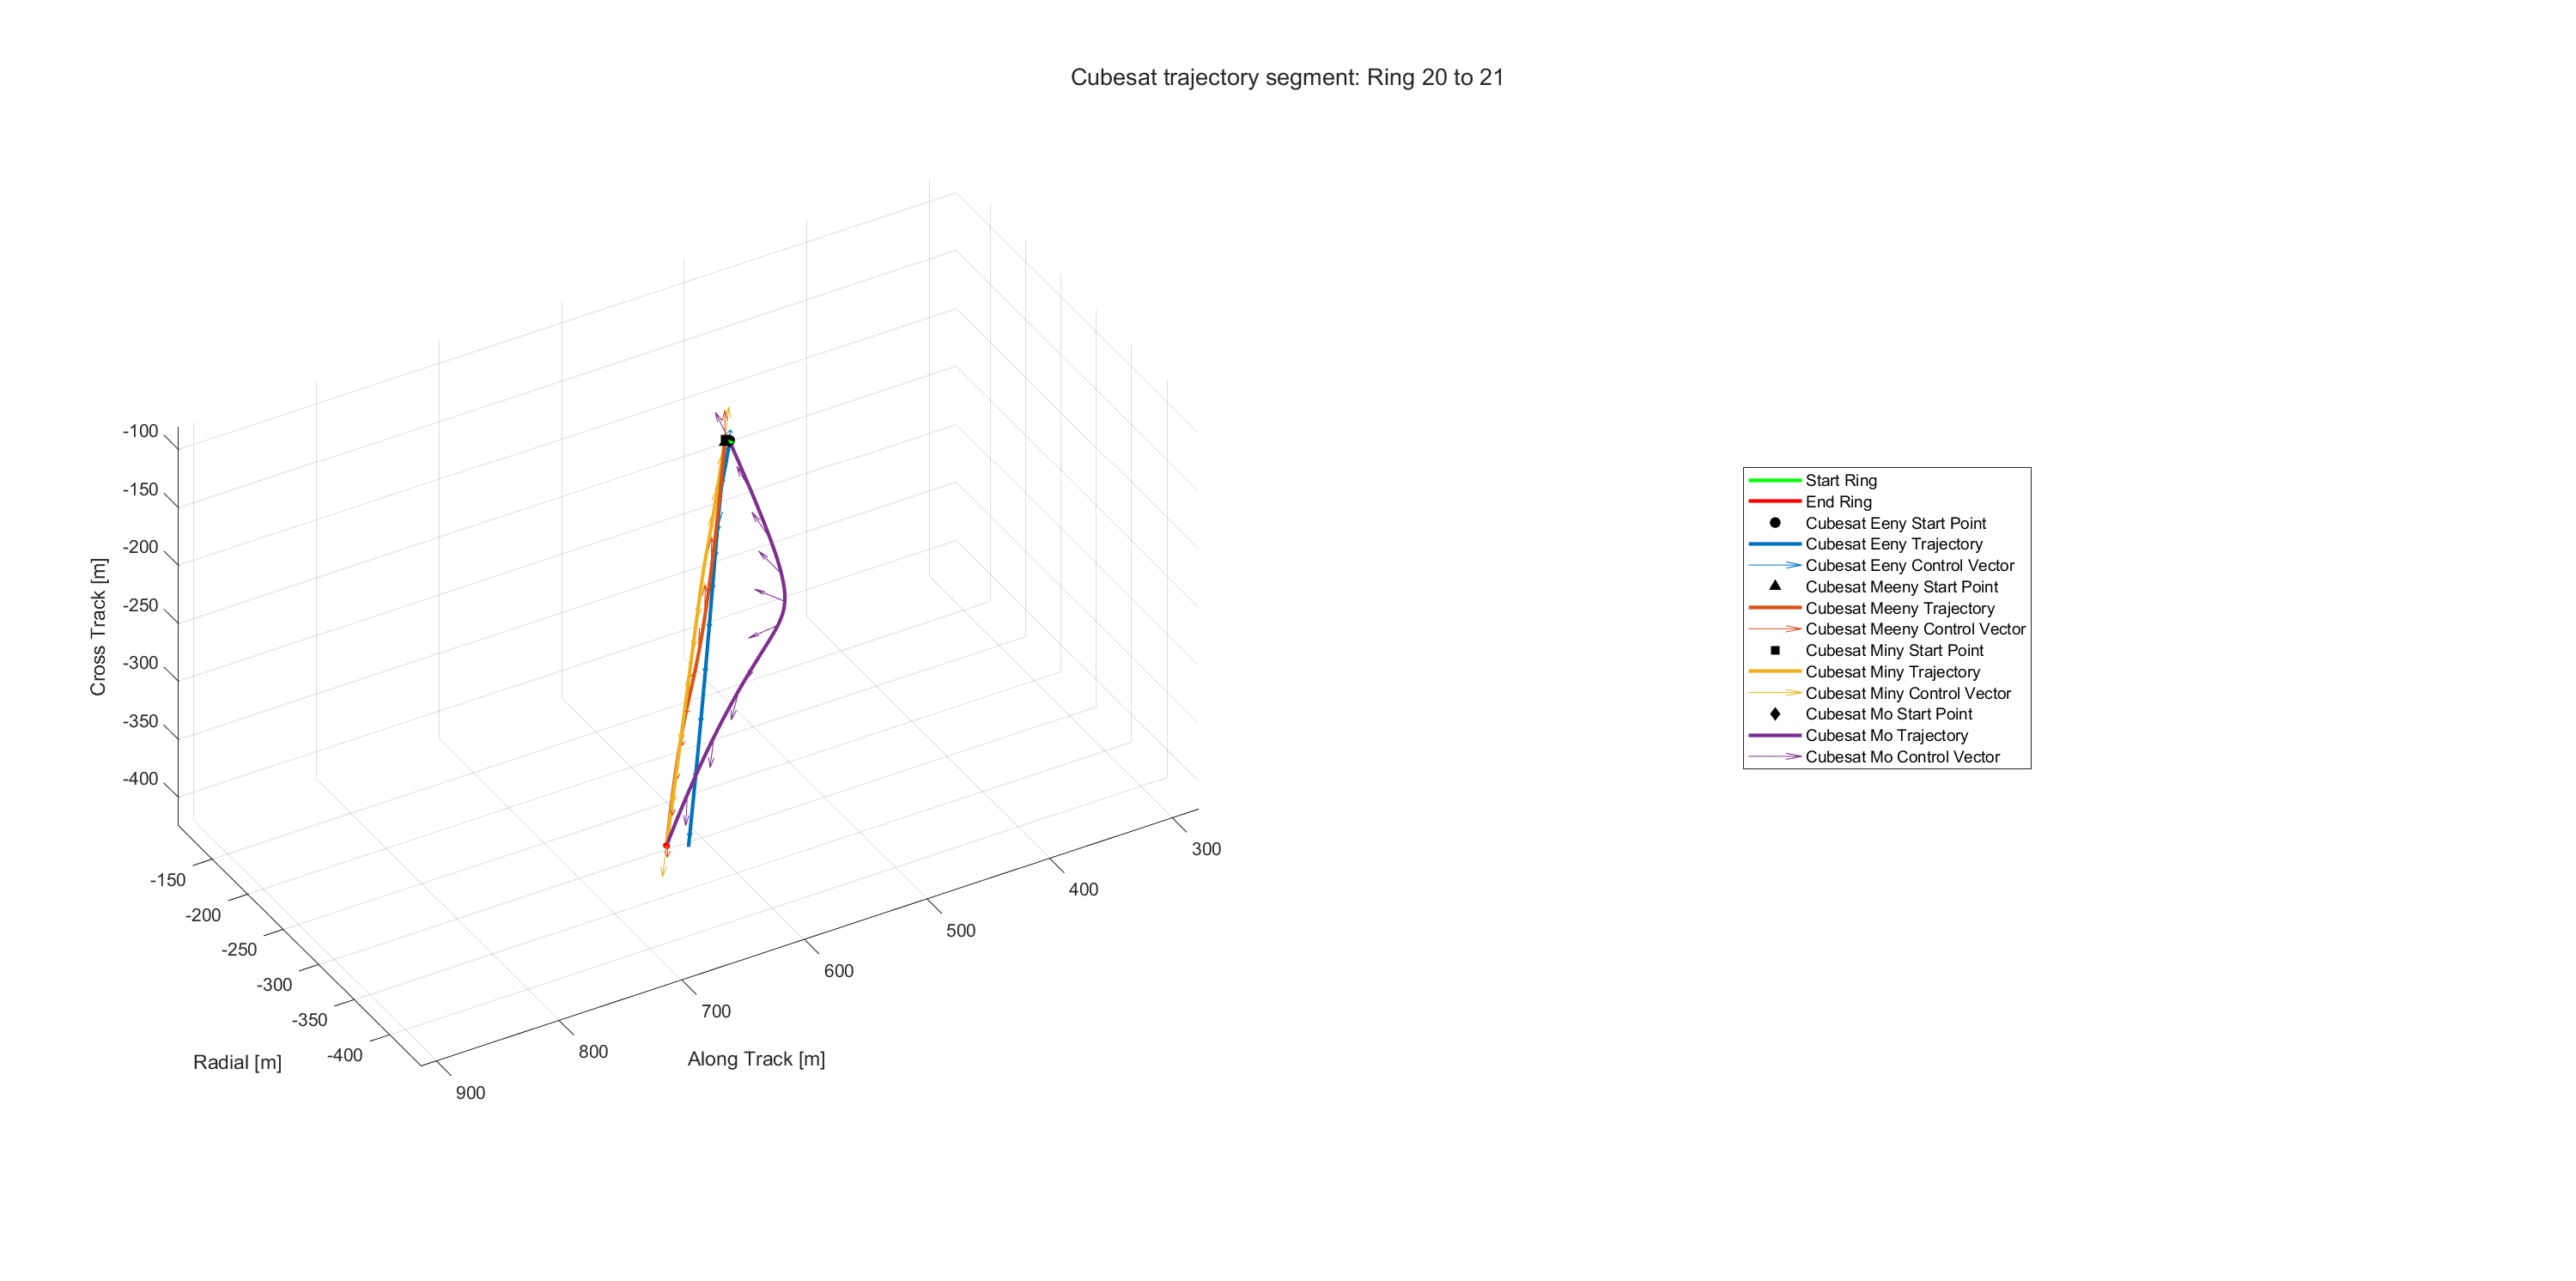 Cubesat trajectory segment: Ring 20 to 21
-100
-150
-200
-250
-300
-350
-400
Cross Track [m]
-150
-200
-250
-300
-350
-400
Radial [m]
900
800
700
600
500
400
300
Along Track [m]
Start Ring
End Ring
Cubesat Eeny Start Point
Cubesat Eeny Trajectory
Cubesat Eeny Control Vector
Cubesat Meeny Start Point
Cubesat Meeny Trajectory
Cubesat Meeny Control Vector
Cubesat Miny Start Point
Cubesat Miny Trajectory
Cubesat Miny Control Vector
Cubesat Mo Start Point
Cubesat Mo Trajectory
Cubesat Mo Control Vector